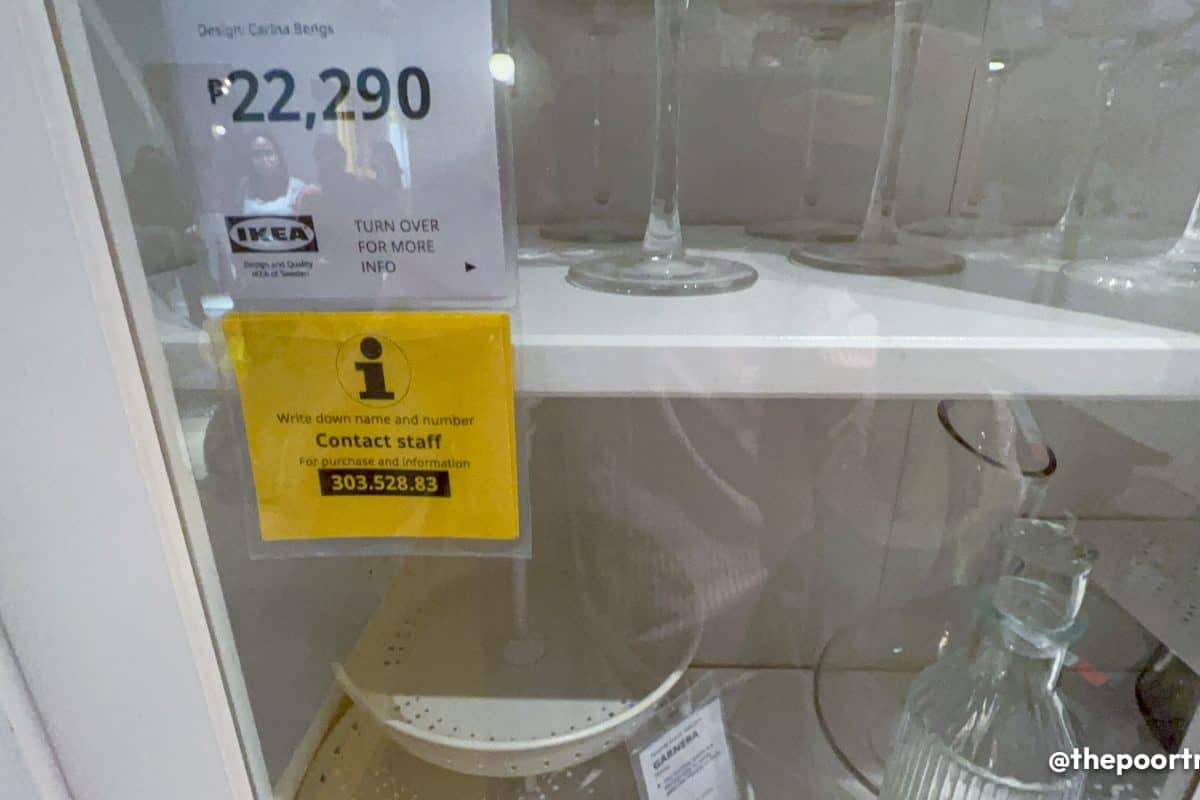 Design: Carina Bengs
₱22,290
IKEA
Design and Quality
IKEA of Sweden
TURN OVER
FOR MORE
INFO
i
Write down name and number
Contact staff
For purchase and information
303.528.83
GARNERA
@thepoortr